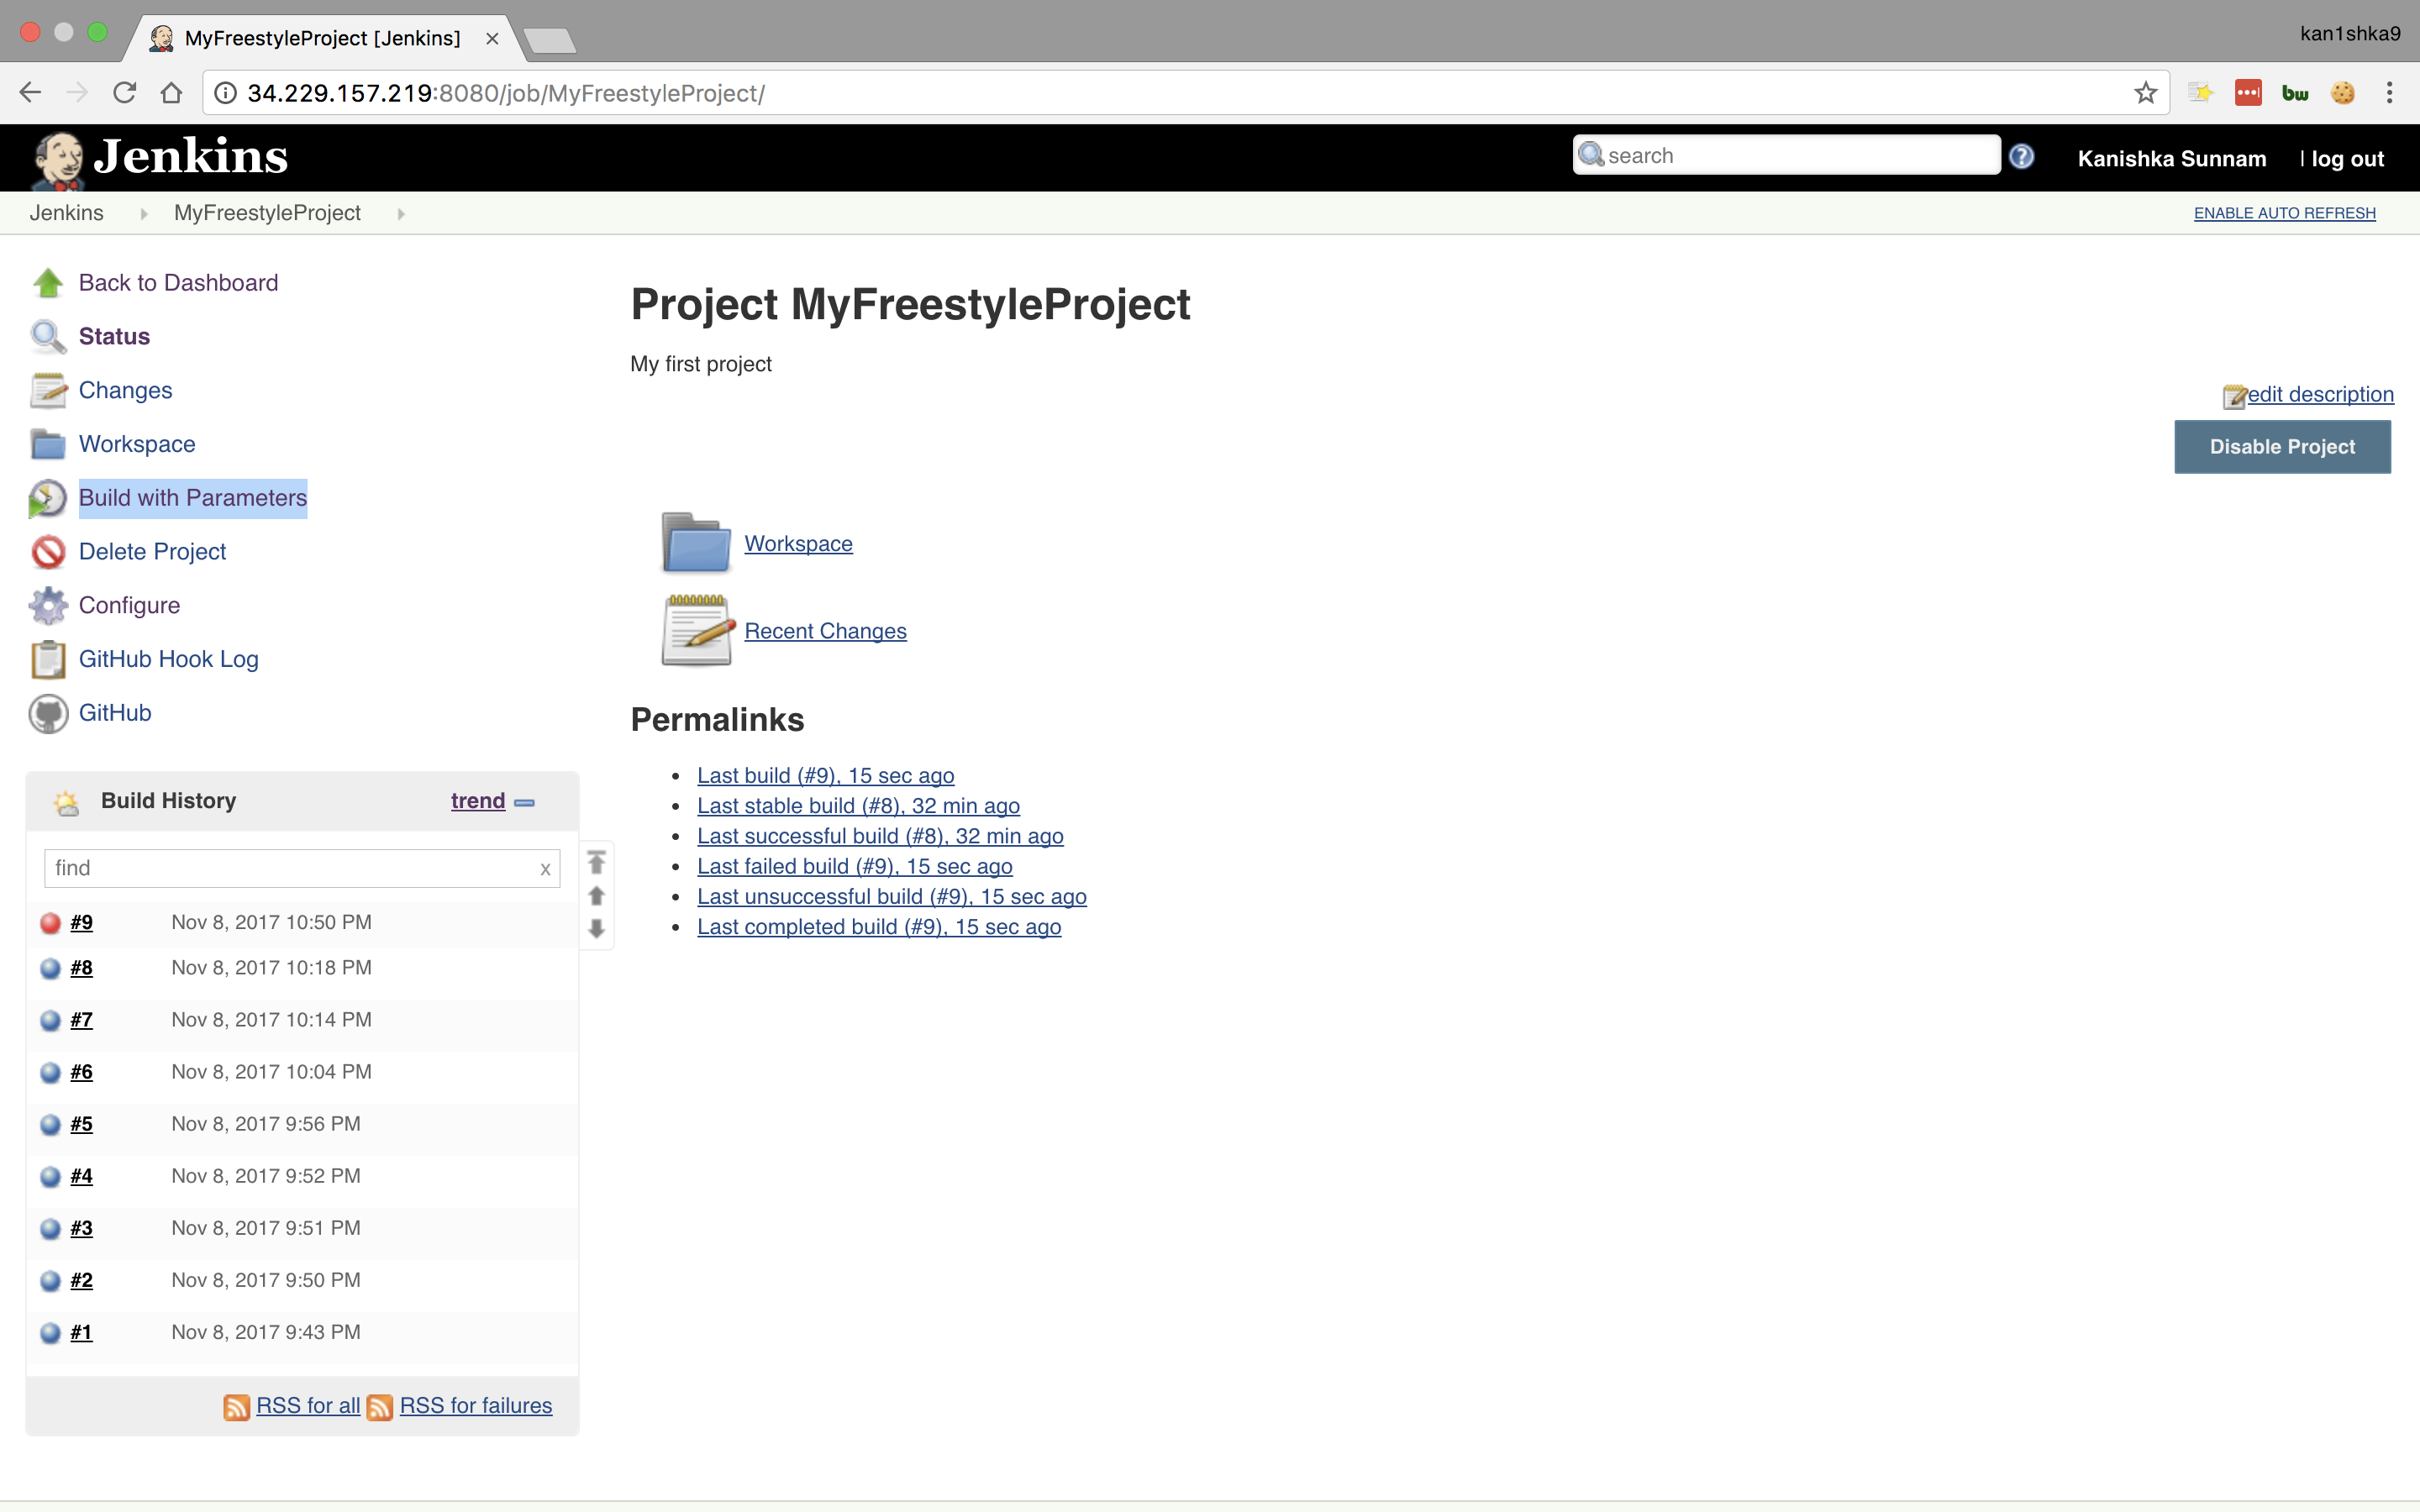 MyFreestyleProject [Jenkins]
kan1shka9
34.229.157.219:8080/job/MyFreestyleProject/
bw
Jenkins
search
Kanishka Sunnam | log out
Jenkins MyFreestyleProject
ENABLE AUTO REFRESH
Back to Dashboard
Status
Changes
Workspace
Build with Parameters
Delete Project
Configure
GitHub Hook Log
GitHub
Project MyFreestyleProject
My first project
edit description
Disable Project
Workspace
Recent Changes
Permalinks
Last build (#9), 15 sec ago
Last stable build (#8), 32 min ago
Last successful build (#8), 32 min ago
Last failed build (#9), 15 sec ago
Last unsuccessful build (#9), 15 sec ago
Last completed build (#9), 15 sec ago
Build History trend
find x
#9 Nov 8, 2017 10:50 PM
#8 Nov 8, 2017 10:18 PM
#7 Nov 8, 2017 10:14 PM
#6 Nov 8, 2017 10:04 PM
#5 Nov 8, 2017 9:56 PM
#4 Nov 8, 2017 9:52 PM
#3 Nov 8, 2017 9:51 PM
#2 Nov 8, 2017 9:50 PM
#1 Nov 8, 2017 9:43 PM
RSS for all RSS for failures